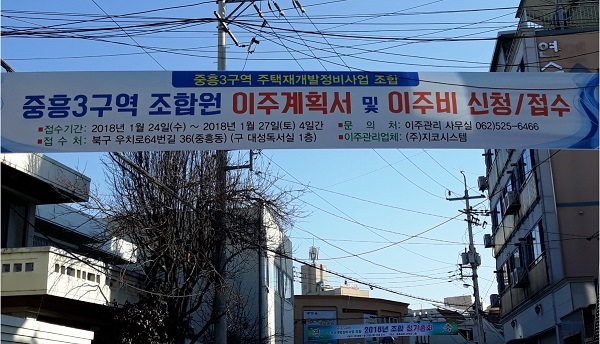 중흥3구역 주택재개발정비사업 조합
중흥3구역 조합원 이주계획서 및 이주비 신청/접수
■접수기간: 2018년 1월 24일(수) ~ 2018년 1월 27일(토) 4일간 ■문 의 처: 이주관리 사무실 062)525-6466
■접 수 처: 북구 우치로64번길 36(중흥동) (구 대성독서실 1층) ■이주관리업체: (주)지코시스템
2018년 조합 정기총회